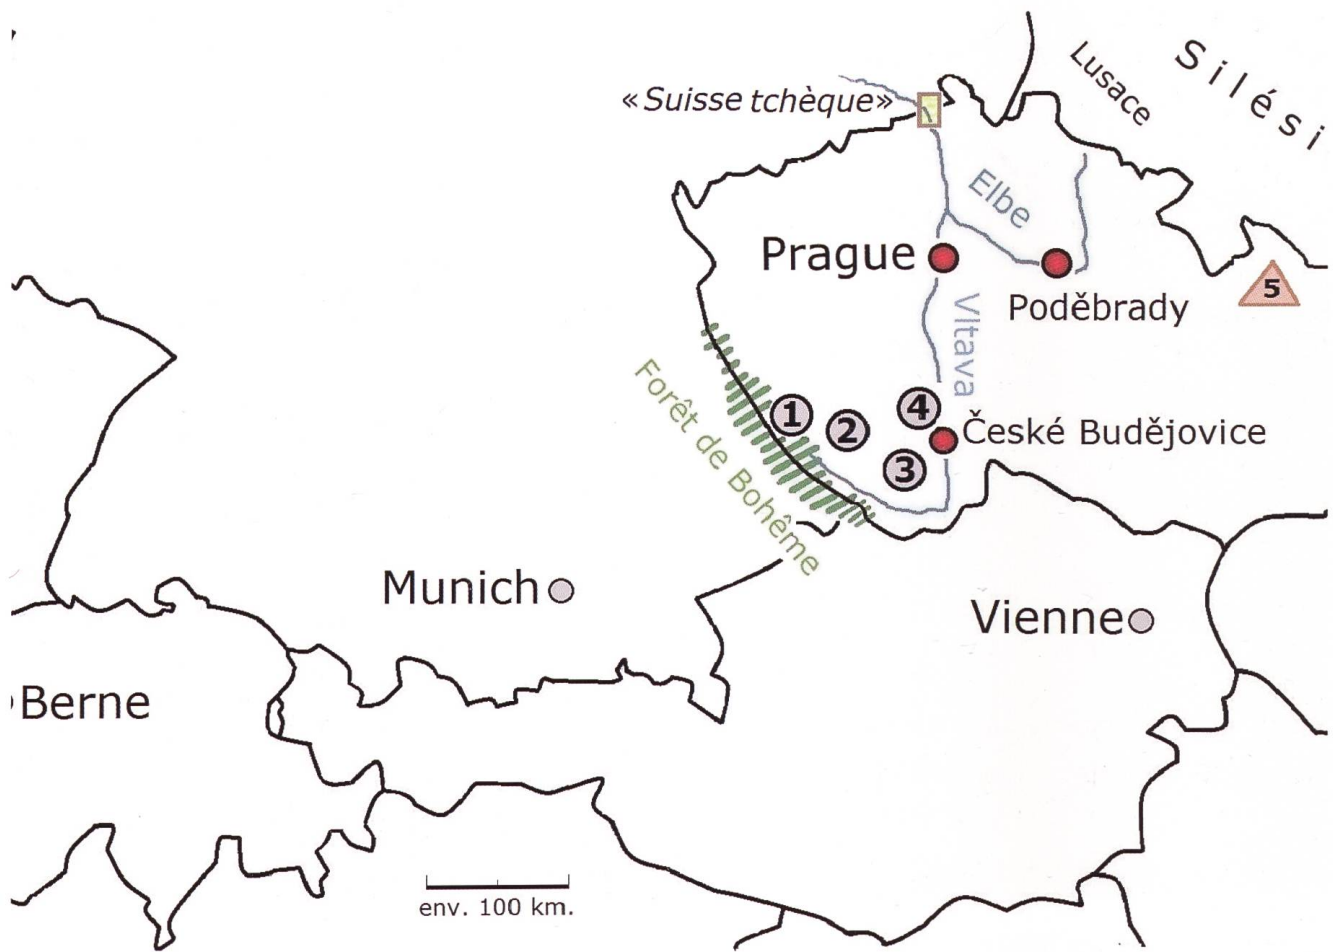 Silési
Lusace
«Suisse tchèque»
Elbe
Prague
Poděbrady
5
Vltava
Forêt de Bohême
1
2
4
3
České Budějovice
Munich
Vienne
Berne
env. 100 km.